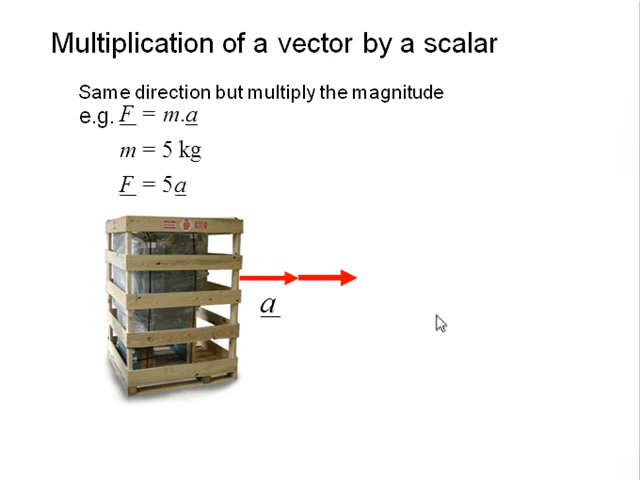 Multiplication of a vector by a scalar
Same direction but multiply the magnitude
e.g. F = m.a
m = 5 kg
F = 5a
a